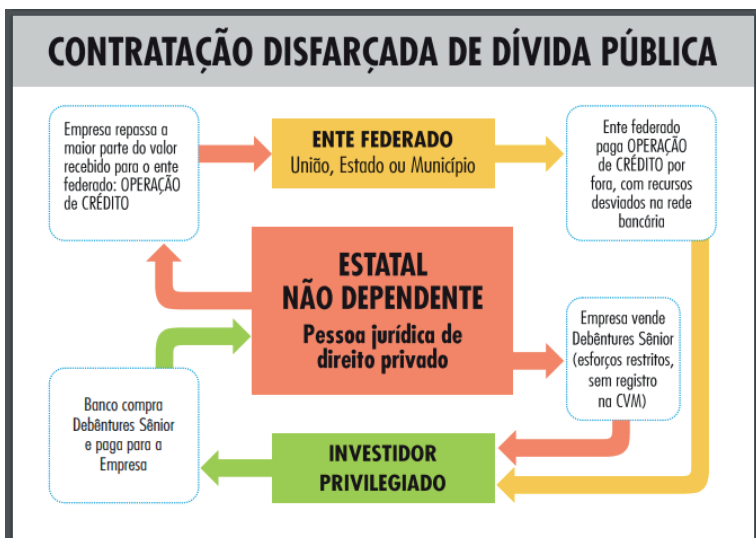 CONTRATAÇÃO DISFARÇADA DE DÍVIDA PÚBLICA
Empresa repassa a
maior parte do valor
recebido para o ente
federado: OPERAÇÃO
de CRÉDITO
ENTE FEDERADO
União, Estado ou Município
Ente federado
paga OPERAÇÃO
de CRÉDITO por
fora, com recursos
desviados na rede
bancária
ESTATAL
NÃO DEPENDENTE
Pessoa jurídica de
direito privado
Empresa vende
Debêntures Sênior
(esforços restritos,
sem registro
na CVM)
Banco compra
Debêntures Sênior
e paga para a
Empresa
INVESTIDOR
PRIVILEGIADO